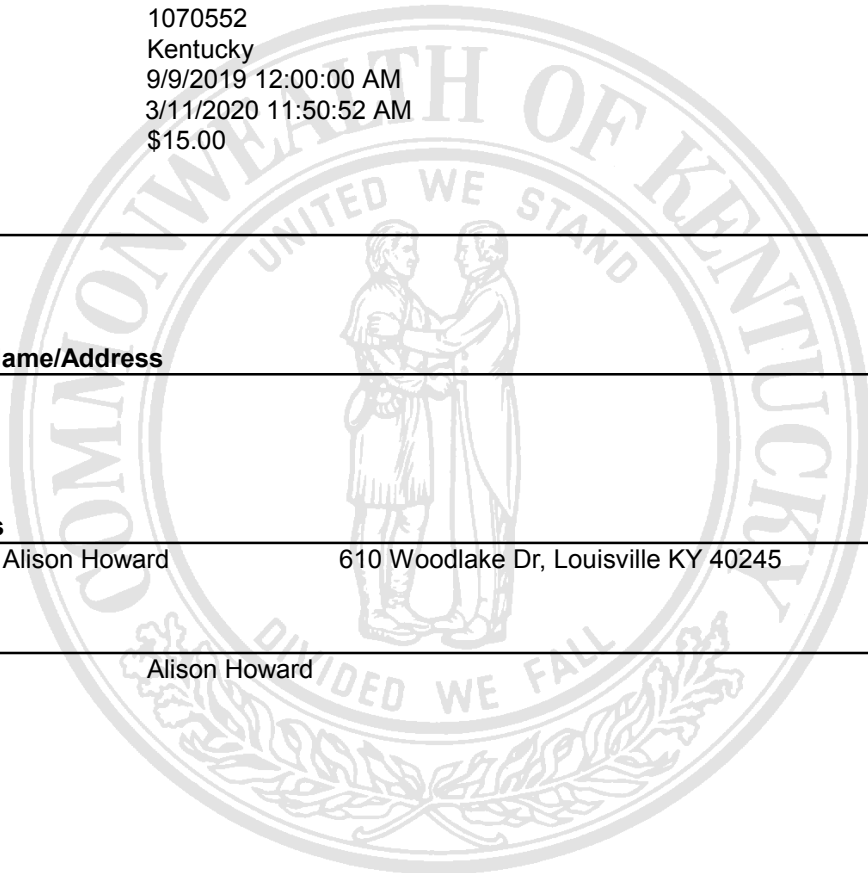 1070552
Kentucky
9/9/2019 12:00:00 AM
3/11/2020 11:50:52 AM
$15.00
COMMONWEALTH OF KENTUCKY
UNITED WE STAND
ame/Address
s
Alison Howard 610 Woodlake Dr, Louisville KY 40245
Alison Howard
DIVIDED WE FALL